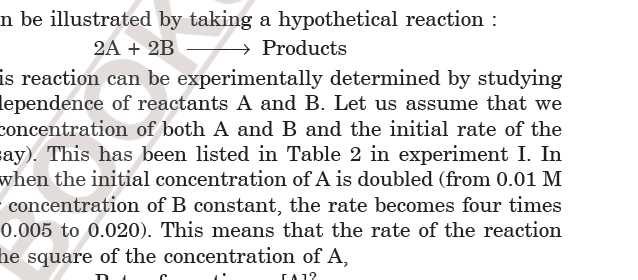 n be illustrated by taking a hypothetical reaction :
2A + 2B ⟶ Products
is reaction can be experimentally determined by studying
dependence of reactants A and B. Let us assume that we
concentration of both A and B and the initial rate of the
say). This has been listed in Table 2 in experiment I. In
when the initial concentration of A is doubled (from 0.01 M
concentration of B constant, the rate becomes four times
0.005 to 0.020). This means that the rate of the reaction
he square of the concentration of A,
[A]²